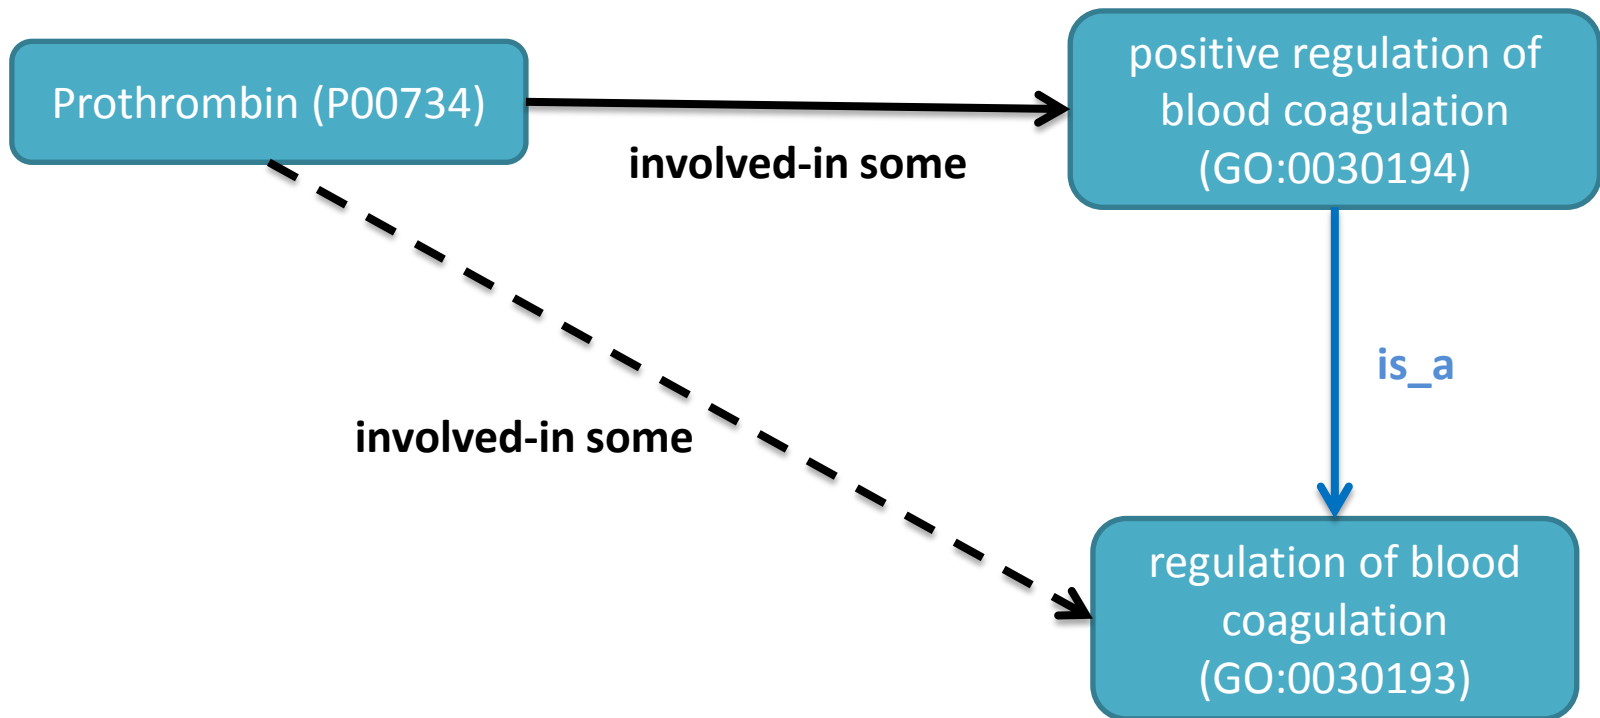 Prothrombin (P00734)
positive regulation of
blood coagulation
(GO:0030194)
involved-in some
is_a
involved-in some
regulation of blood
coagulation
(GO:0030193)